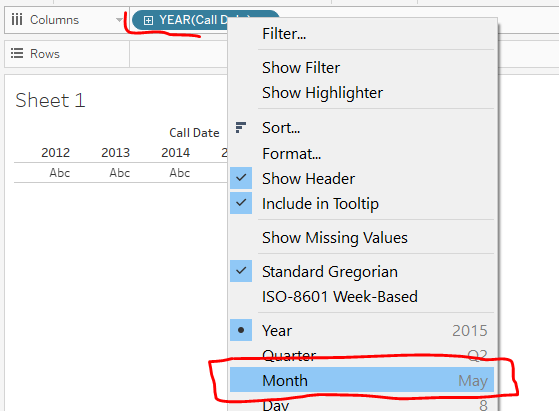 Columns
YEAR(Call Date)
Rows
Sheet 1
Call Date
2012 2013 2014
Abc Abc Abc
Filter...
Show Filter
Show Highlighter
Sort...
Format...
Show Header
Include in Tooltip
Show Missing Values
Standard Gregorian
ISO-8601 Week-Based
Year 2015
Quarter Q2
Month May
Day 8